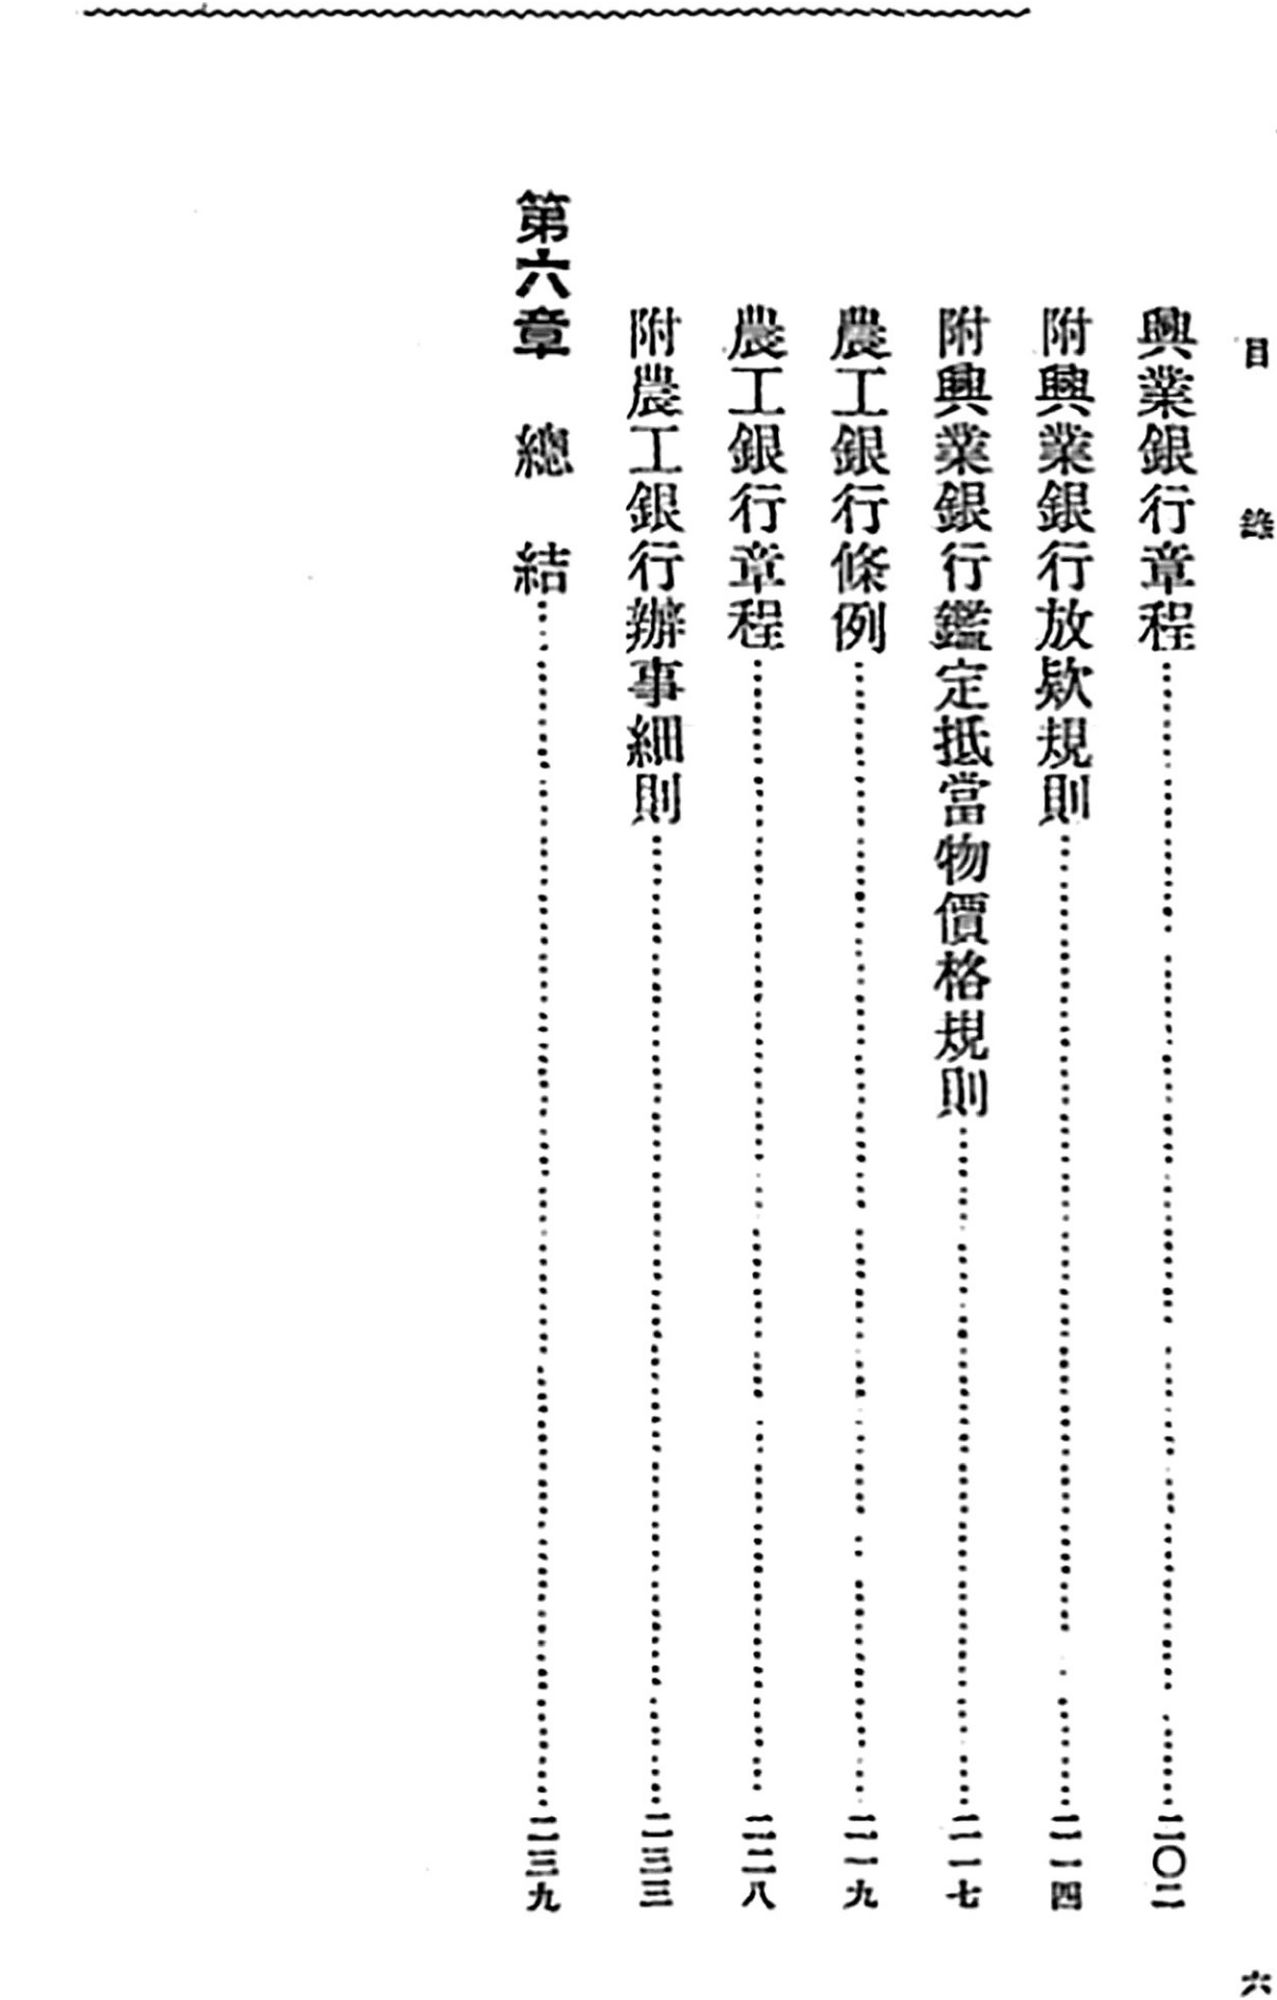 目錄
興業銀行章程……二〇二
附興業銀行放欵規則……二一四
附興業銀行鑑定抵當物價格規則……二一七
農工銀行條例……二一九
農工銀行章程……二二八
附農工銀行辦事細則……二三三
第六章 總結……二三九
六